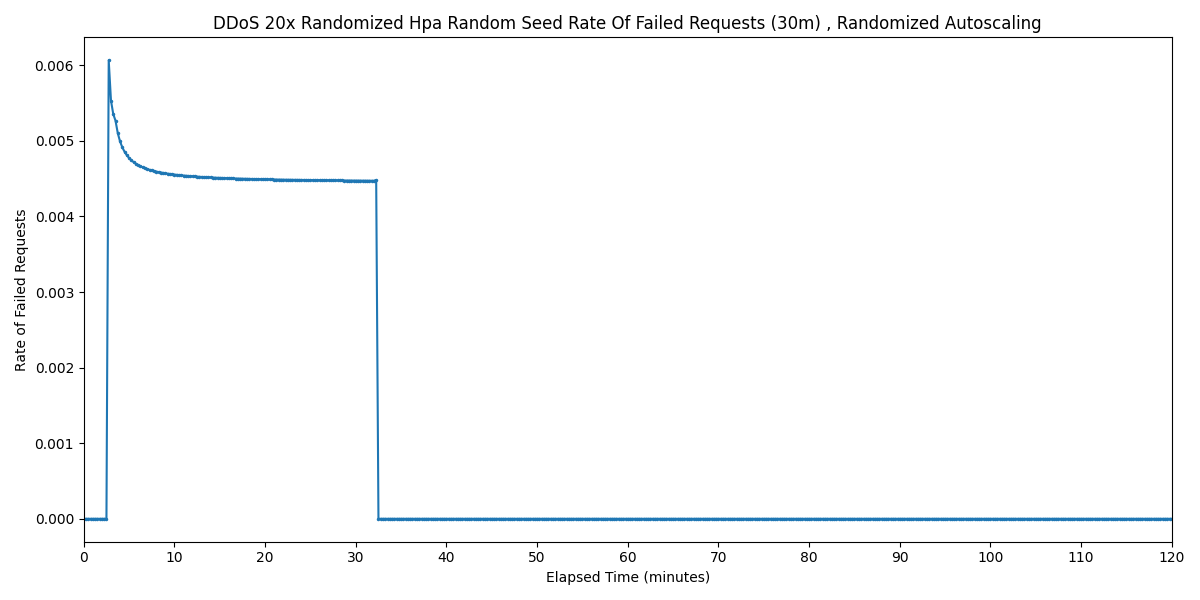 DDoS 20x Randomized Hpa Random Seed Rate Of Failed Requests (30m) , Randomized Autoscaling
0.006
0.005
0.004
0.003
0.002
0.001
0.000
Rate of Failed Requests
0 10 20 30 40 50 60 70 80 90 100 110 120
Elapsed Time (minutes)